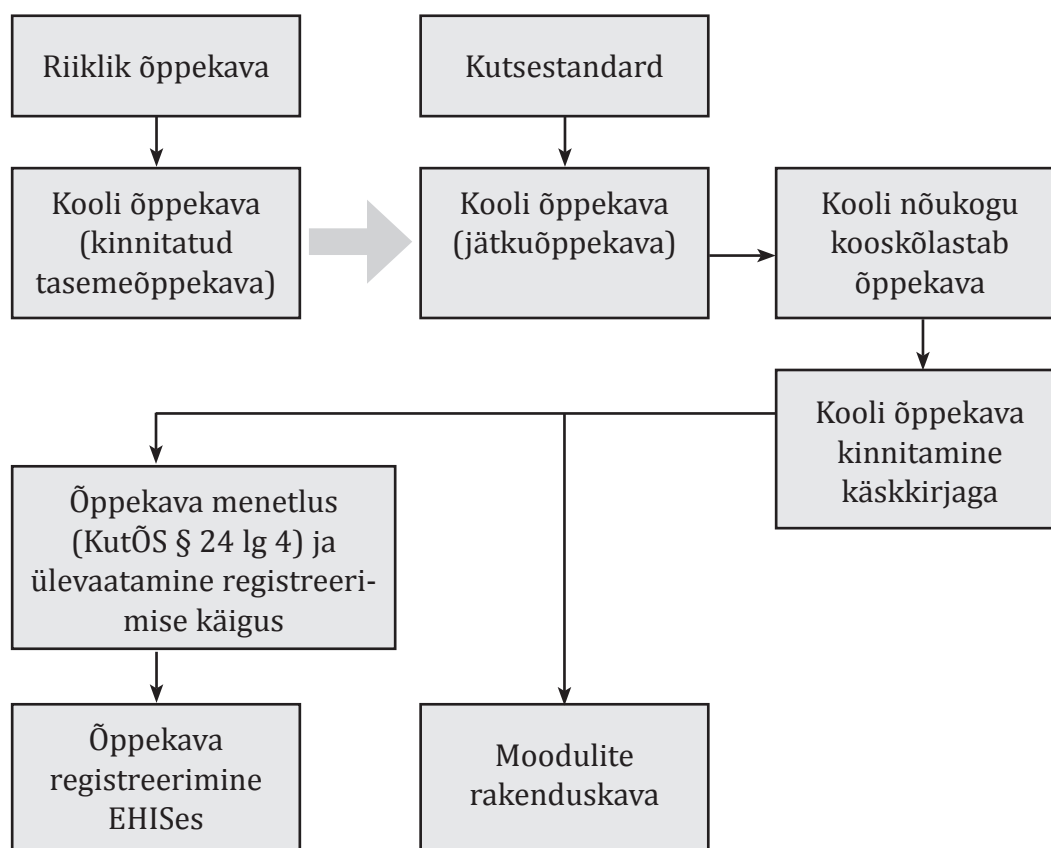 Riiklik õppekava
Kutsestandard
Kooli õppekava
(kinnitatud
tasemeõppekava)
Kooli õppekava
(jätkuõppekava)
Kooli nõukogu
kooskõlastab
õppekava
Kooli õppekava
kinnitamine
käskkirjaga
Õppekava menetlus
(KutÕS § 24 lg 4) ja
ülevaatamine registreeri-
mise käigus
Õppekava
registreerimine
EHISes
Moodulite
rakenduskava